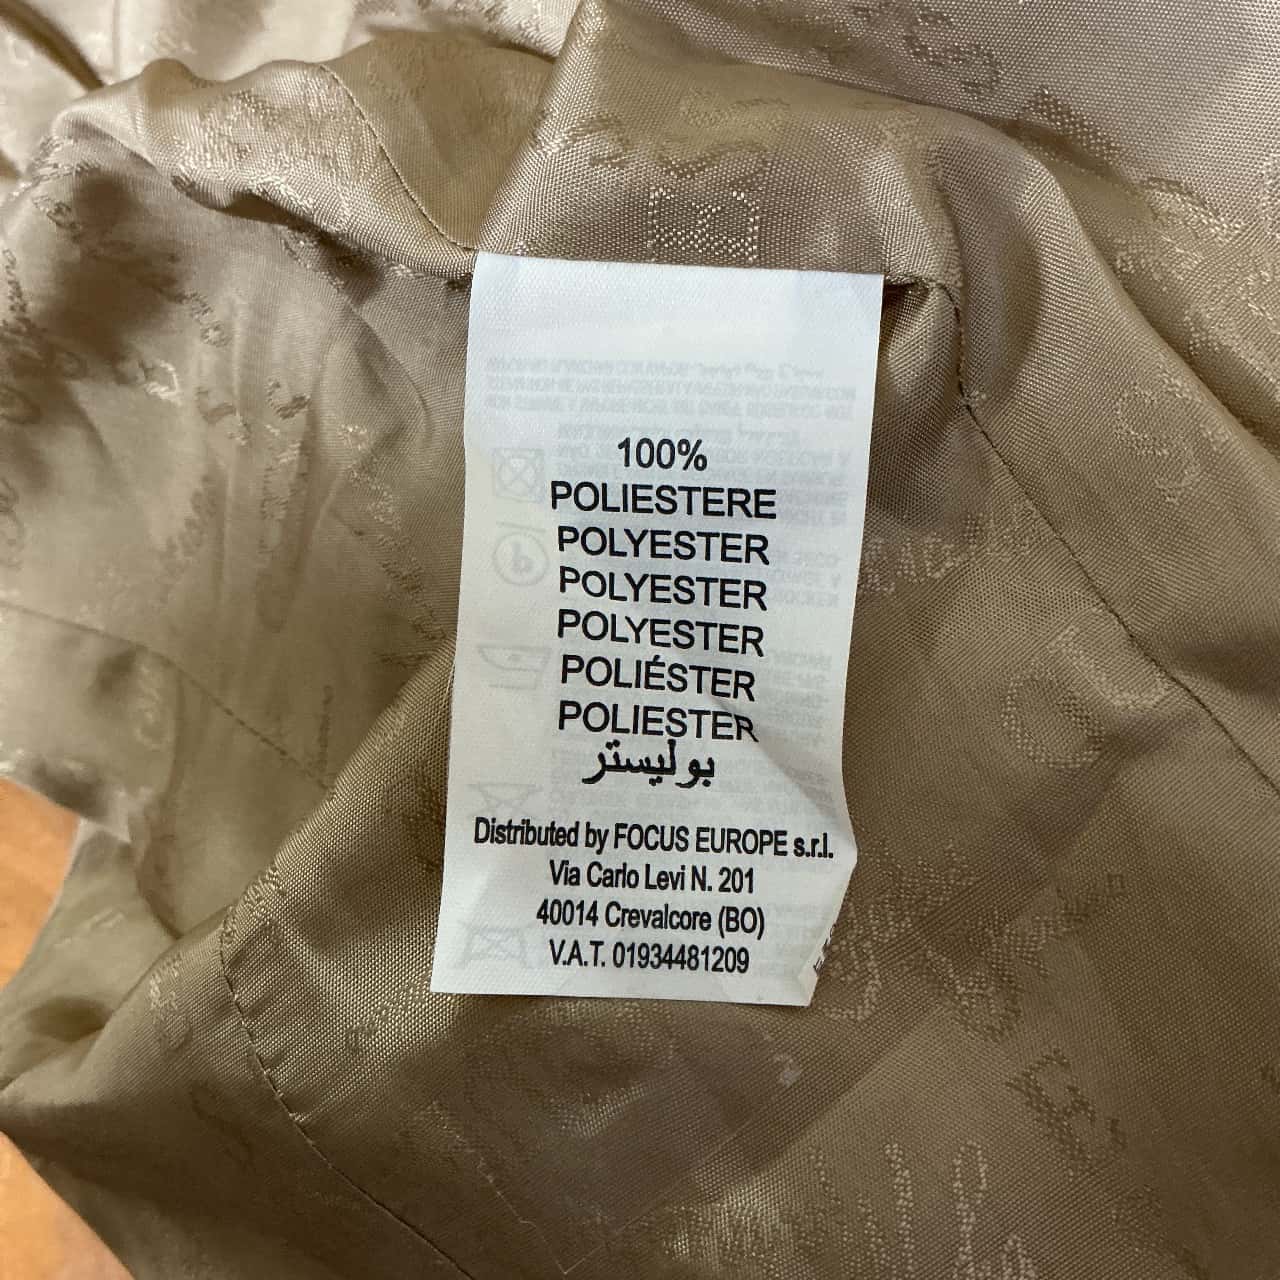 100%
POLIESTERE
POLYESTER
POLYESTER
POLYESTER
POLIÉSTER
POLIESTER
بوليستر
Distributed by FOCUS EUROPE s.r.l.
Via Carlo Levi N. 201
40014 Crevalcore (BO)
V.A.T. 01934481209